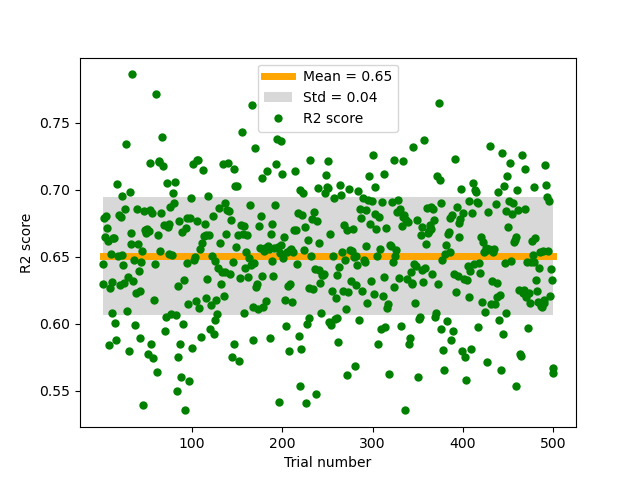 Mean = 0.65
Std = 0.04
R2 score
0.75
0.70
0.65
0.60
0.55
R2 score
100
200
300
400
500
Trial number